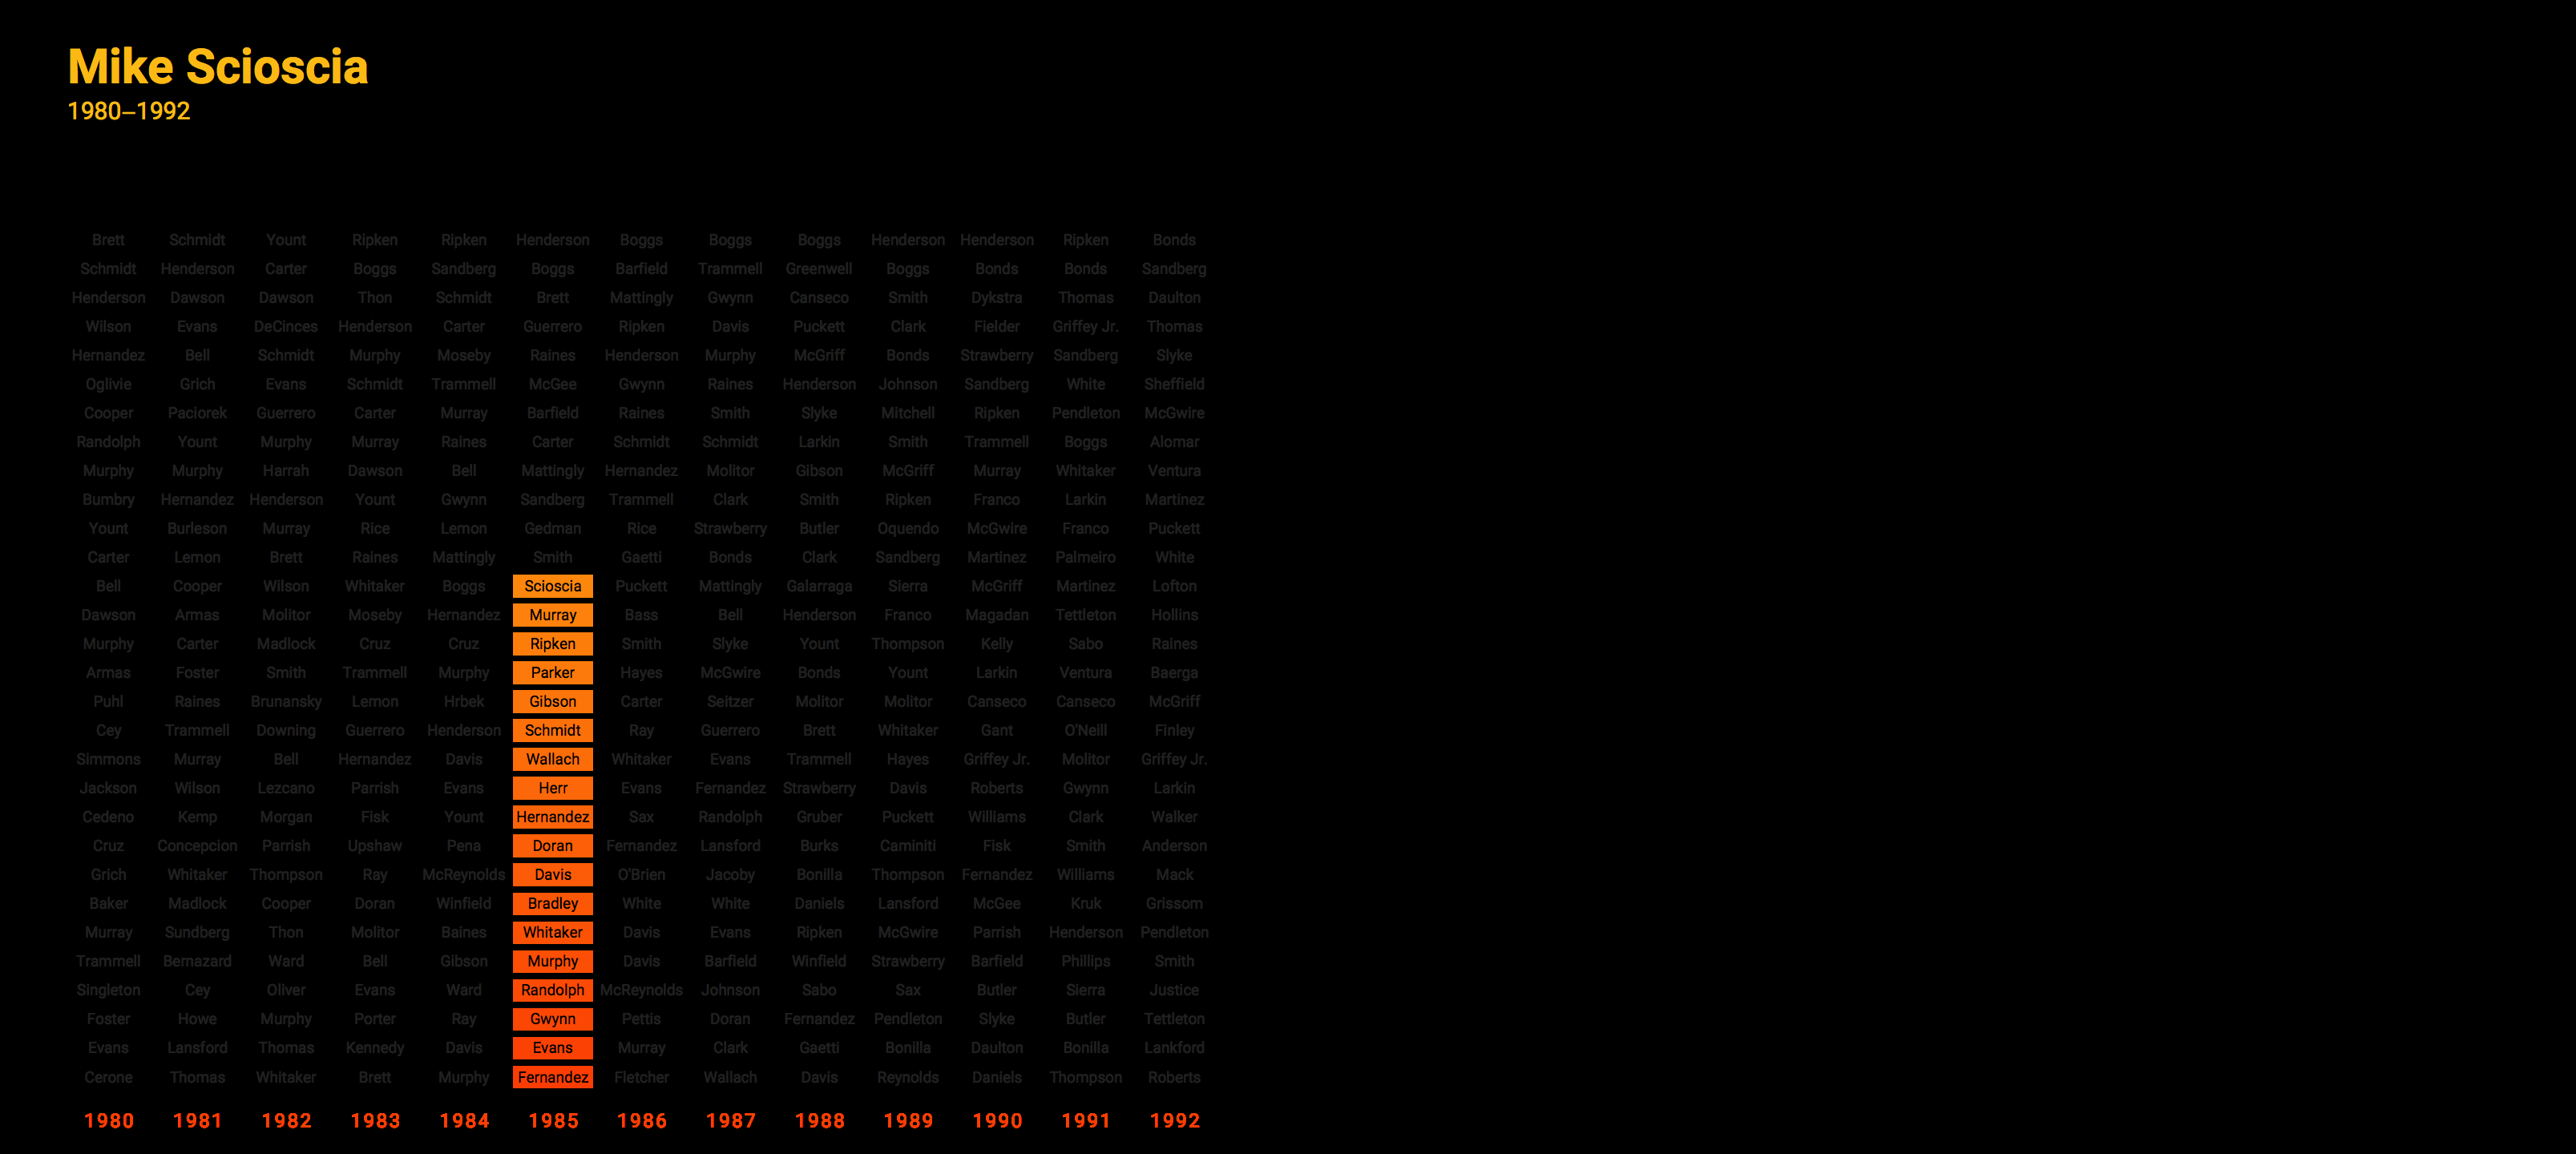 Mike Scioscia
1980–1992
Brett Schmidt Yount Ripken Ripken Henderson Boggs Boggs Boggs Henderson Henderson Ripken Bonds
Schmidt Henderson Carter Boggs Sandberg Boggs Barfield Trammell Greenwell Boggs Bonds Bonds Sandberg
Henderson Dawson Dawson Thon Schmidt Brett Mattingly Gwynn Canseco Smith Dykstra Thomas Daulton
Wilson Evans DeCinces Henderson Carter Guerrero Ripken Davis Puckett Clark Fielder Griffey Jr. Thomas
Hernandez Bell Schmidt Murphy Moseby Raines Henderson Murphy McGriff Bonds Strawberry Sandberg Slyke
Oglivie Grich Evans Schmidt Trammell McGee Gwynn Raines Henderson Johnson Sandberg White Sheffield
Cooper Paciorek Guerrero Carter Murray Barfield Raines Smith Slyke Mitchell Ripken Pendleton McGwire
Randolph Yount Murphy Murray Raines Carter Schmidt Schmidt Larkin Smith Trammell Boggs Alomar
Murphy Murphy Harrah Dawson Bell Mattingly Hernandez Molitor Gibson McGriff Murray Whitaker Ventura
Bumbry Hernandez Henderson Yount Gwynn Sandberg Trammell Clark Smith Ripken Franco Larkin Martinez
Yount Burleson Murray Rice Lemon Gedman Rice Strawberry Butler Oquendo McGwire Franco Puckett
Carter Lemon Brett Raines Mattingly Smith Gaetti Bonds Clark Sandberg Martinez Palmeiro White
Bell Cooper Wilson Whitaker Boggs Scioscia Puckett Mattingly Galarraga Sierra McGriff Martinez Lofton
Dawson Armas Molitor Moseby Hernandez Murray Bass Bell Henderson Franco Magadan Tettleton Hollins
Murphy Carter Madlock Cruz Cruz Ripken Smith Slyke Yount Thompson Kelly Sabo Raines
Armas Foster Smith Trammell Murphy Parker Hayes McGwire Bonds Yount Larkin Ventura Baerga
Puhl Raines Brunansky Lemon Hrbek Gibson Carter Seitzer Molitor Molitor Canseco Canseco McGriff
Cey Trammell Downing Guerrero Henderson Schmidt Ray Guerrero Brett Whitaker Gant O'Neill Finley
Simmons Murray Bell Hernandez Davis Wallach Whitaker Evans Trammell Hayes Griffey Jr. Molitor Griffey Jr.
Jackson Wilson Lezcano Parrish Evans Herr Evans Fernandez Strawberry Davis Roberts Gwynn Larkin
Cedeno Kemp Morgan Fisk Yount Hernandez Sax Randolph Gruber Puckett Williams Clark Walker
Cruz Concepcion Parrish Upshaw Pena Doran Fernandez Lansford Burks Caminiti Fisk Smith Anderson
Grich Whitaker Thompson Ray McReynolds Davis O'Brien Jacoby Bonilla Thompson Fernandez Williams Mack
Baker Madlock Cooper Doran Winfield Bradley White White Daniels Lansford McGee Kruk Grissom
Murray Sundberg Thon Molitor Baines Whitaker Davis Evans Ripken McGwire Parrish Henderson Pendleton
Trammell Bernazard Ward Bell Gibson Murphy Davis Barfield Winfield Strawberry Barfield Phillips Smith
Singleton Cey Oliver Evans Ward Randolph McReynolds Johnson Sabo Sax Butler Sierra Justice
Foster Howe Murphy Porter Ray Gwynn Pettis Doran Fernandez Pendleton Slyke Butler Tettleton
Evans Lansford Thomas Kennedy Davis Evans Murray Clark Gaetti Bonilla Daulton Bonilla Lankford
Cerone Thomas Whitaker Brett Murphy Fernandez Fletcher Wallach Davis Reynolds Daniels Thompson Roberts
1980 1981 1982 1983 1984 1985 1986 1987 1988 1989 1990 1991 1992